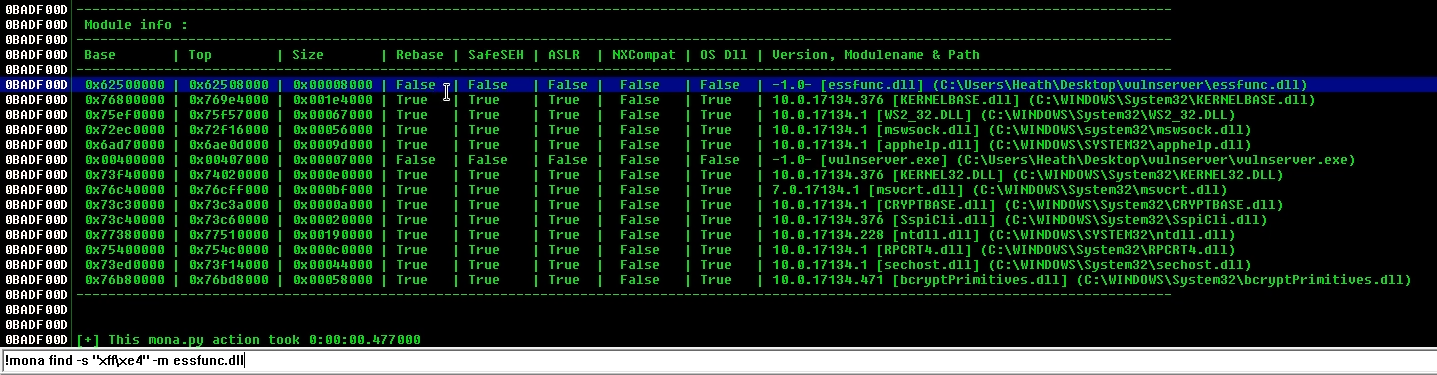 0BADF00D --------------------------------------------------------------------------------------------------------------------------------------
0BADF00D Module info :
0BADF00D --------------------------------------------------------------------------------------------------------------------------------------
0BADF00D Base | Top | Size | Rebase | SafeSEH | ASLR | NXCompat | OS Dll | Version, Modulename & Path
0BADF00D --------------------------------------------------------------------------------------------------------------------------------------
0BADF00D 0x62500000 | 0x62508000 | 0x00008000 | False | False | False | False | False | -1.0- [essfunc.dll] (C:\Users\Heath\Desktop\vulnserver\essfunc.dll)
0BADF00D 0x76800000 | 0x769e4000 | 0x001e4000 | True | True | True | False | True | 10.0.17134.376 [KERNELBASE.dll] (C:\WINDOWS\System32\KERNELBASE.dll)
0BADF00D 0x75ef0000 | 0x75f57000 | 0x00067000 | True | True | True | False | True | 10.0.17134.1 [WS2_32.DLL] (C:\WINDOWS\System32\WS2_32.DLL)
0BADF00D 0x72ec0000 | 0x72f16000 | 0x00056000 | True | True | True | False | True | 10.0.17134.1 [mswsock.dll] (C:\WINDOWS\system32\mswsock.dll)
0BADF00D 0x6ad70000 | 0x6ae0d000 | 0x0009d000 | True | True | True | False | True | 10.0.17134.1 [apphelp.dll] (C:\WINDOWS\SYSTEM32\apphelp.dll)
0BADF00D 0x00400000 | 0x00407000 | 0x00007000 | False | False | False | False | False | -1.0- [vulnserver.exe] (C:\Users\Heath\Desktop\vulnserver\vulnserver.exe)
0BADF00D 0x73f40000 | 0x74020000 | 0x000e0000 | True | True | True | False | True | 10.0.17134.376 [KERNEL32.DLL] (C:\WINDOWS\System32\KERNEL32.DLL)
0BADF00D 0x76c40000 | 0x76cff000 | 0x000bf000 | True | True | True | False | True | 7.0.17134.1 [msvcrt.dll] (C:\WINDOWS\System32\msvcrt.dll)
0BADF00D 0x73c30000 | 0x73c3a000 | 0x0000a000 | True | True | True | False | True | 10.0.17134.1 [CRYPTBASE.dll] (C:\WINDOWS\System32\CRYPTBASE.dll)
0BADF00D 0x73c40000 | 0x73c60000 | 0x00020000 | True | True | True | False | True | 10.0.17134.376 [SspiCli.dll] (C:\WINDOWS\System32\SspiCli.dll)
0BADF00D 0x77380000 | 0x77510000 | 0x00190000 | True | True | True | False | True | 10.0.17134.228 [ntdll.dll] (C:\WINDOWS\SYSTEM32\ntdll.dll)
0BADF00D 0x75400000 | 0x754c0000 | 0x000c0000 | True | True | True | False | True | 10.0.17134.1 [RPCRT4.dll] (C:\WINDOWS\System32\RPCRT4.dll)
0BADF00D 0x73ed0000 | 0x73f14000 | 0x00044000 | True | True | True | False | True | 10.0.17134.1 [sechost.dll] (C:\WINDOWS\System32\sechost.dll)
0BADF00D 0x76b80000 | 0x76bd8000 | 0x00058000 | True | True | True | False | True | 10.0.17134.471 [bcryptPrimitives.dll] (C:\WINDOWS\System32\bcryptPrimitives.dll)
0BADF00D --------------------------------------------------------------------------------------------------------------------------------------
0BADF00D
0BADF00D
0BADF00D [+] This mona.py action took 0:00:00.477000
!mona find -s "\xff\xe4" -m essfunc.dll